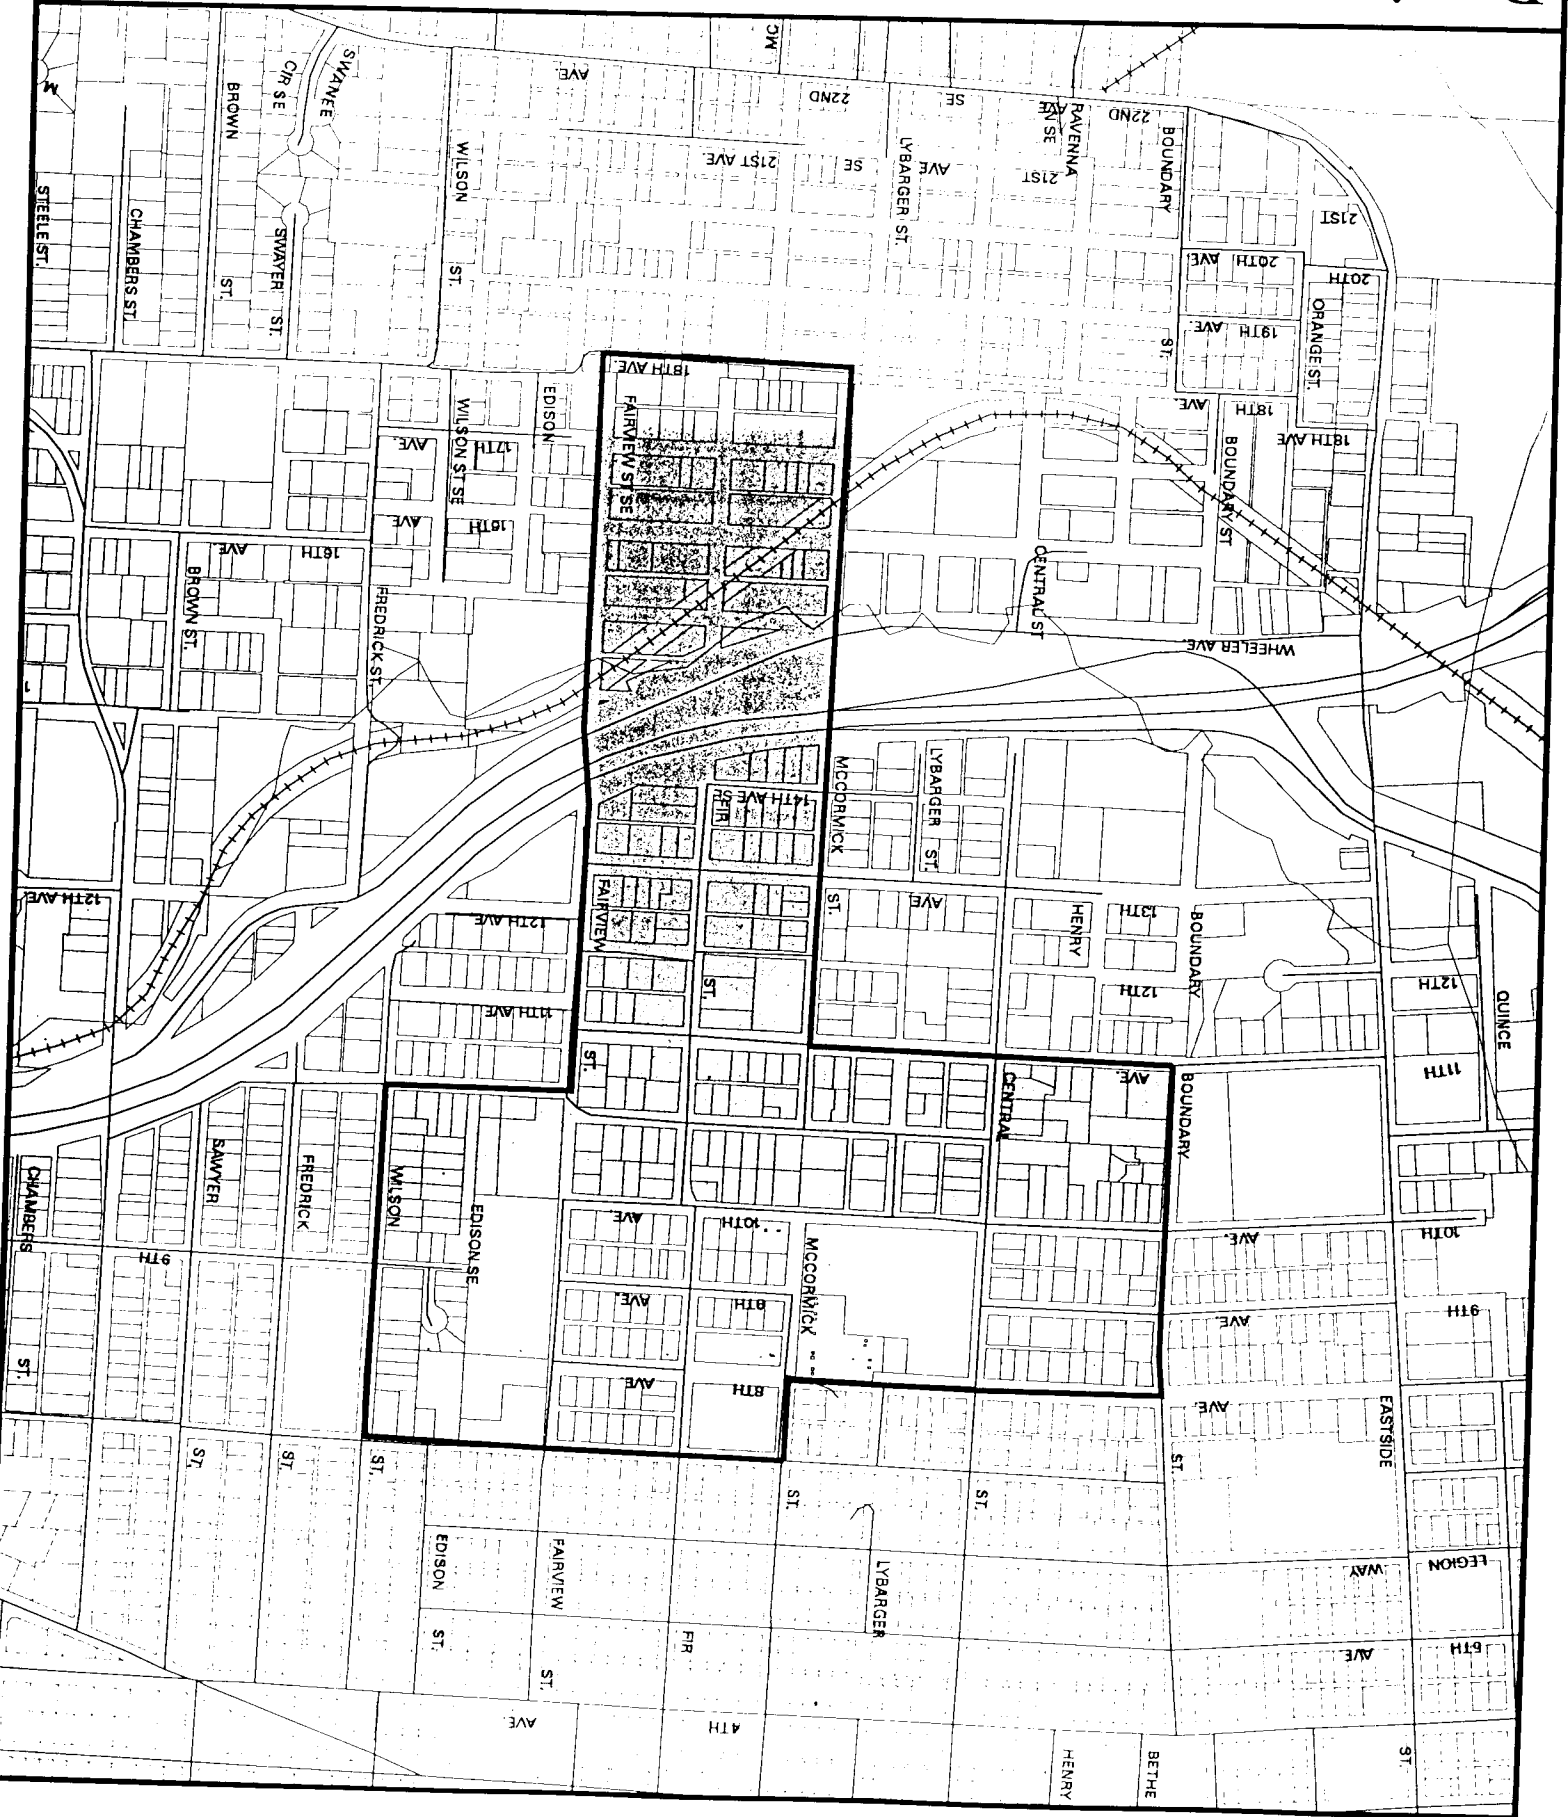 MC
SWANEE
CIR SE
BROWN
ST.
AVE.
22ND
SE
AVE
RAVENNA
AVE SE
22ND
BOUNDARY
WILSON
21ST AVE.
SE
AVE
21ST
LYBARGER ST.
21ST
STEELE ST.
CHAMBERS ST.
SWAYER ST.
ST.
AVE
20TH
20TH
AVE.
19TH
ORANGE ST.
ST.
18TH AVE.
EDISON
FAIRVIEW ST SE
WILSON ST SE
AVE.
17TH
AVE.
18TH
18TH AVE
BOUNDARY ST
AVE
16TH
AVE.
16TH
BROWN ST.
FREDRICK ST.
CENTRAL ST
WHEELER AVE.
MCCORMICK
LYBARGER ST.
14TH AVE SE
FIR
12TH AVE
12TH AVE
FAIRVIEW
ST.
AVE
HENRY
13TH
BOUNDARY
ST.
12TH
12TH
QUINCE
11TH AVE
ST.
CENTRAL
AVE.
BOUNDARY
11TH
CHAMBERS
SAWYER
FREDRICK
WILSON
EDISON SE
AVE
10TH
MCCORMICK
AVE.
10TH
9TH
AVE.
9TH
AVE.
9TH
ST.
AVE
8TH
AVE.
EASTSIDE
ST.
ST.
ST.
ST.
ST.
ST.
EDISON
ST.
FAIRVIEW
ST.
LYBARGER
FIR
WAY
LEGION
AVE
6TH
AVE.
4TH
HENRY
BETHE
ST.